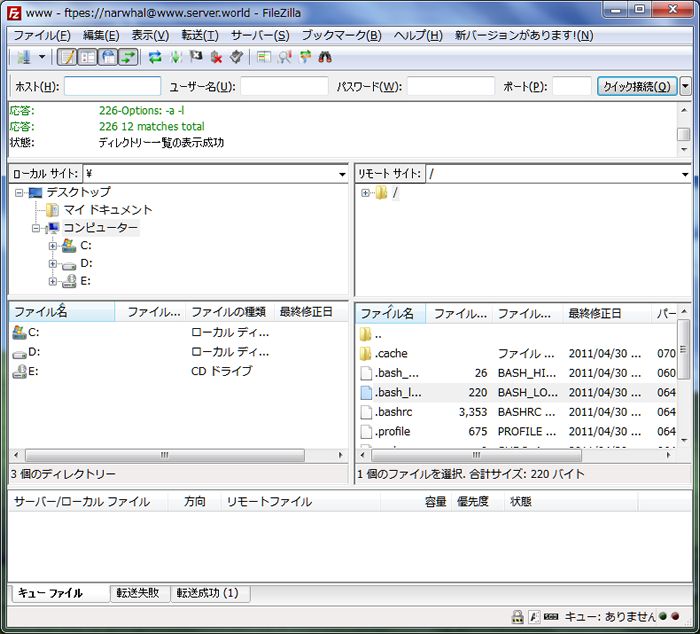 www - ftpes://narwhal@www.server.world - FileZilla
ファイル(F) 編集(E) 表示(V) 転送(T) サーバー(S) ブックマーク(B) ヘルプ(H) 新バージョンがあります!(N)
ホスト(H): ユーザー名(U): パスワード(W): ポート(P): クイック接続(Q)
応答: 226-Options: -a -l
応答: 226 12 matches total
状態: ディレクトリー一覧の表示成功
ローカル サイト: ¥
リモート サイト: /
デスクトップ
マイ ドキュメント
コンピューター
C:
D:
E:
/
ファイル名 ファイル... ファイルの種類 最終修正日
C: ローカル ディ...
D: ローカル ディ...
E: CD ドライブ
3 個のディレクトリー
ファイル名 ファイル... ファイル... 最終修正日 パー
..
.cache ファイル ... 2011/04/30 ... 070
.bash_... 26 BASH_HI... 2011/04/30 ... 060
.bash_l... 220 BASH_LO... 2011/04/30 ... 064
.bashrc 3,353 BASHRC ... 2011/04/30 ... 064
.profile 675 PROFILE ... 2011/04/30 ... 064
1 個のファイルを選択. 合計サイズ: 220 バイト
サーバー/ローカル ファイル 方向 リモートファイル 容量 優先度 状態
キュー ファイル 転送失敗 転送成功 (1)
キュー: ありません